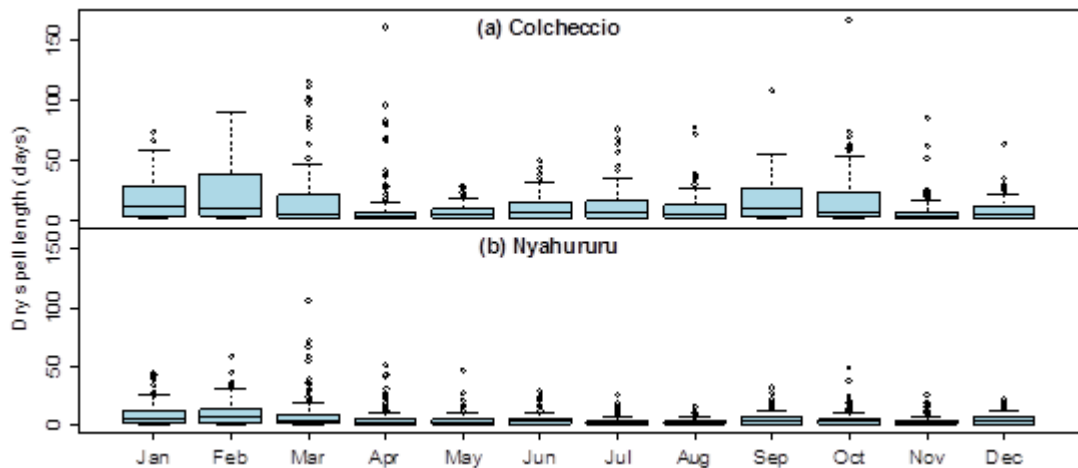 (a) Colcheccio
150
100
50
0
(b) Nyahururu
150
100
50
0
Dry spell length (days)
Jan Feb Mar Apr May Jun Jul Aug Sep Oct Nov Dec